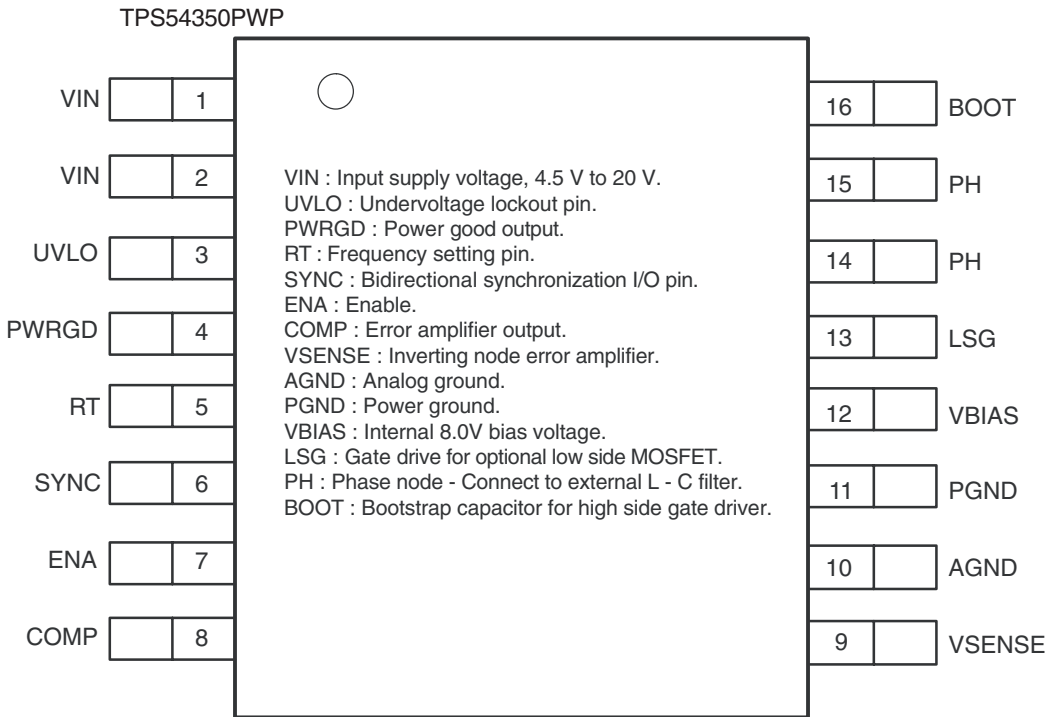 TPS54350PWP
VIN 1
VIN 2
UVLO 3
PWRGD 4
RT 5
SYNC 6
ENA 7
COMP 8
VIN : Input supply voltage, 4.5 V to 20 V.
UVLO : Undervoltage lockout pin.
PWRGD : Power good output.
RT : Frequency setting pin.
SYNC : Bidirectional synchronization I/O pin.
ENA : Enable.
COMP : Error amplifier output.
VSENSE : Inverting node error amplifier.
AGND : Analog ground.
PGND : Power ground.
VBIAS : Internal 8.0V bias voltage.
LSG : Gate drive for optional low side MOSFET.
PH : Phase node - Connect to external L - C filter.
BOOT : Bootstrap capacitor for high side gate driver.
16 BOOT
15 PH
14 PH
13 LSG
12 VBIAS
11 PGND
10 AGND
9 VSENSE